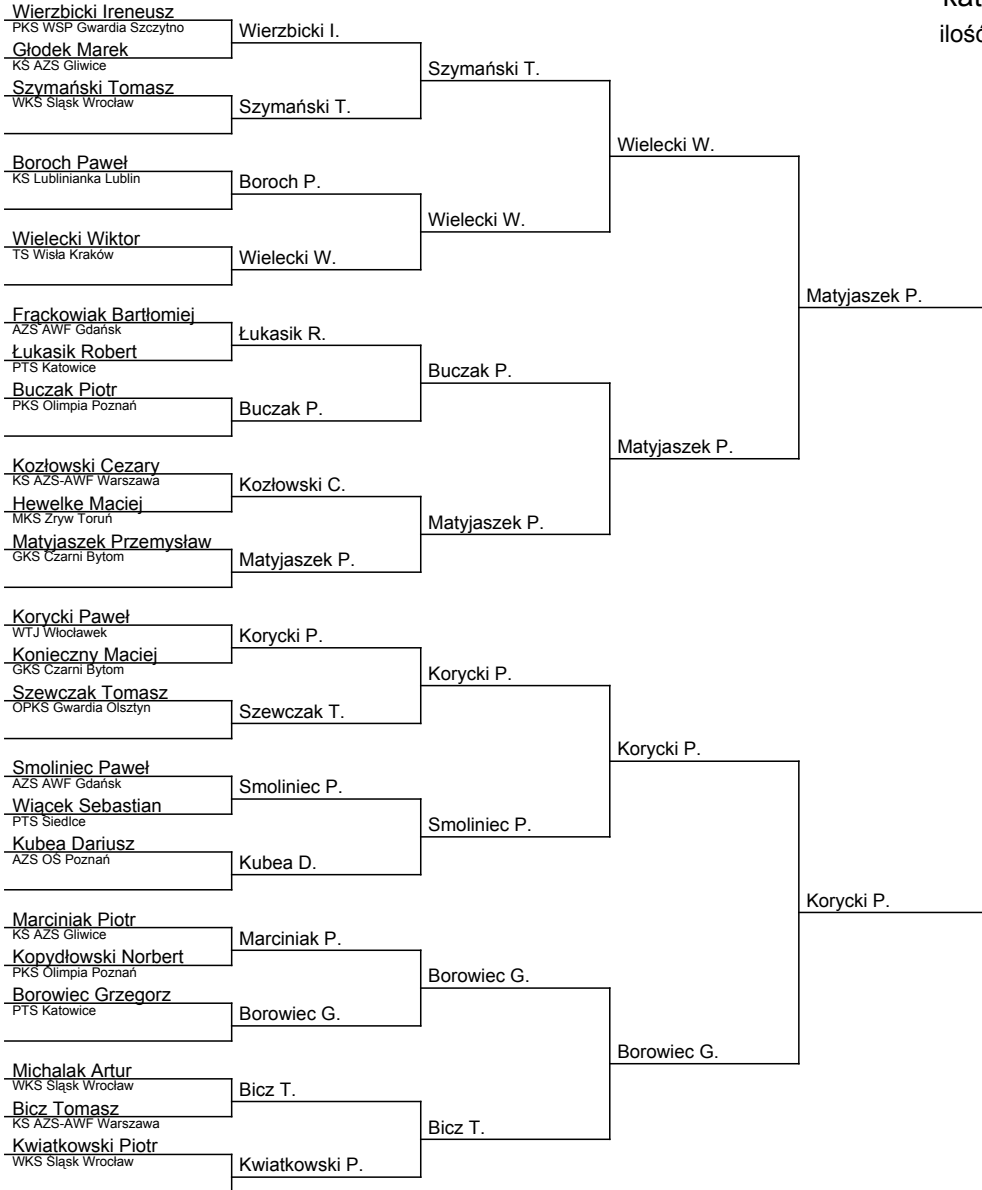 Wierzbicki Ireneusz
PKS WSP Gwardia Szczytno
Głodek Marek
KŚ AZS Gliwice
Szymański Tomasz
WKS Śląsk Wrocław
Boroch Paweł
KS Lublinianka Lublin
Wielecki Wiktor
TS Wisła Kraków
Frąckowiak Bartłomiej
AZS AWF Gdańsk
Łukasik Robert
PTS Katowice
Buczak Piotr
PKS Olimpia Poznań
Kozłowski Cezary
KS AZS-AWF Warszawa
Hewelke Maciej
MKS Zryw Toruń
Matyjaszek Przemysław
GKS Czarni Bytom
Korycki Paweł
WTJ Włocławek
Konieczny Maciej
GKS Czarni Bytom
Szewczak Tomasz
OPKS Gwardia Olsztyn
Smoliniec Paweł
AZS AWF Gdańsk
Wiącek Sebastian
PTS Siedlce
Kubea Dariusz
AZS OŚ Poznań
Marciniak Piotr
KS AZS Gliwice
Kopydłowski Norbert
PKS Olimpia Poznań
Borowiec Grzegorz
PTS Katowice
Michalak Artur
WKS Śląsk Wrocław
Bicz Tomasz
KS AZS-AWF Warszawa
Kwiatkowski Piotr
WKS Śląsk Wrocław
Wierzbicki I.
Szymański T.
Boroch P.
Wielecki W.
Łukasik R.
Buczak P.
Kozłowski C.
Matyjaszek P.
Korycki P.
Szewczak T.
Smoliniec P.
Kubea D.
Marciniak P.
Borowiec G.
Bicz T.
Kwiatkowski P.
Szymański T.
Wielecki W.
Buczak P.
Matyjaszek P.
Korycki P.
Smoliniec P.
Borowiec G.
Bicz T.
Wielecki W.
Matyjaszek P.
Korycki P.
Borowiec G.
Matyjaszek P.
Korycki P.